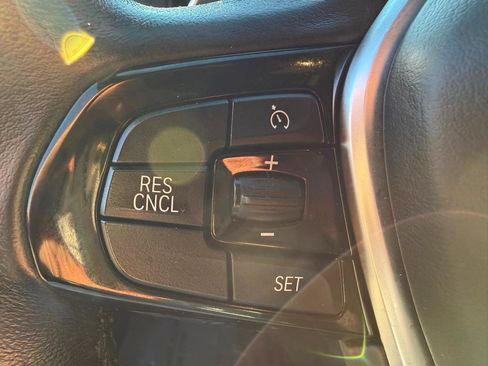 +
RES
CNCL
-
SET